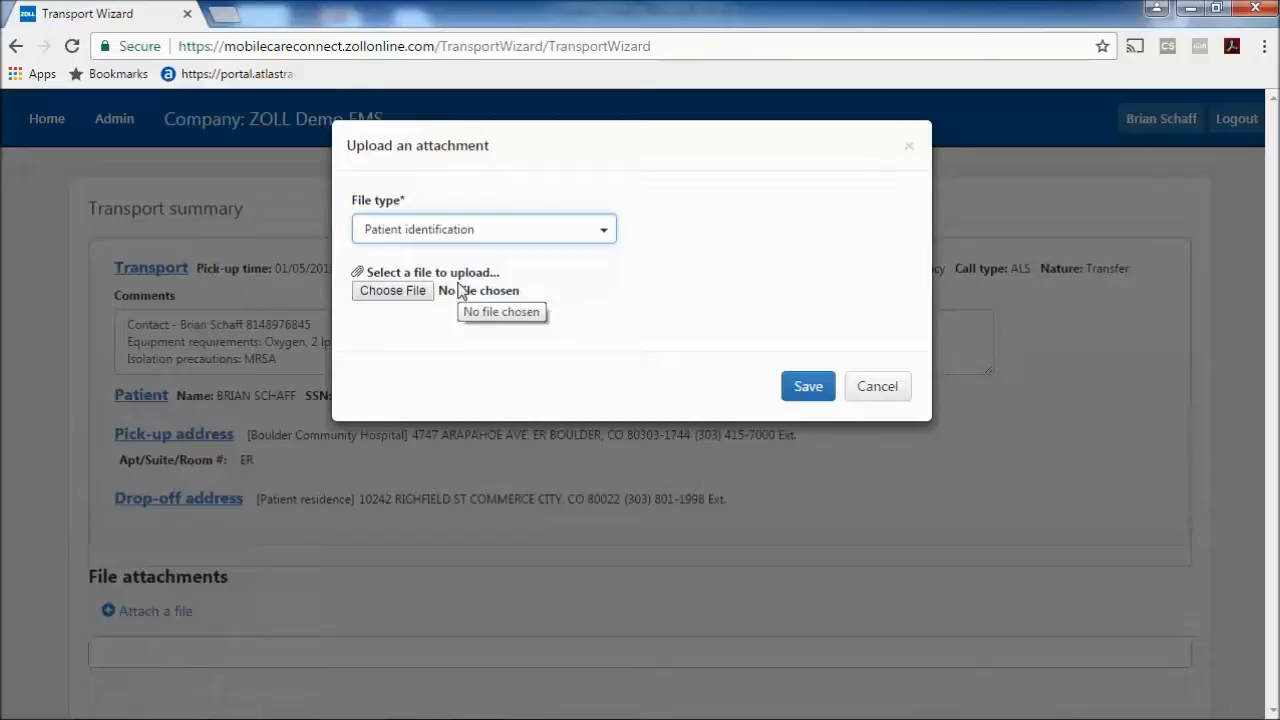 ZOLL Transport Wizard
Secure https://mobilecareconnect.zollonline.com/TransportWizard/TransportWizard
CS
Apps Bookmarks a https://portal.atlastra
Home Admin Company: ZOLL Demo EMS Brian Schaff Logout
Upload an attachment ×
File type*
Patient identification
Select a file to upload...
Choose File No file chosen
No file chosen
Save Cancel
Transport summary
Transport Pick-up time: 01/05/201 cy Call type: ALS Nature: Transfer
Comments
Contact - Brian Schaff 8148976845
Equipment requirements: Oxygen, 2 lp
Isolation precautions: MRSA
Patient Name: BRIAN SCHAFF SSN:
Pick-up address [Boulder Community Hospital] 4747 ARAPAHOE AVE. ER BOULDER, CO 80303-1744 (303) 415-7000 Ext.
Apt/Suite/Room #: ER
Drop-off address [Patient residence] 10242 RICHFIELD ST COMMERCE CITY, CO 80022 (303) 801-1998 Ext.
File attachments
Attach a file